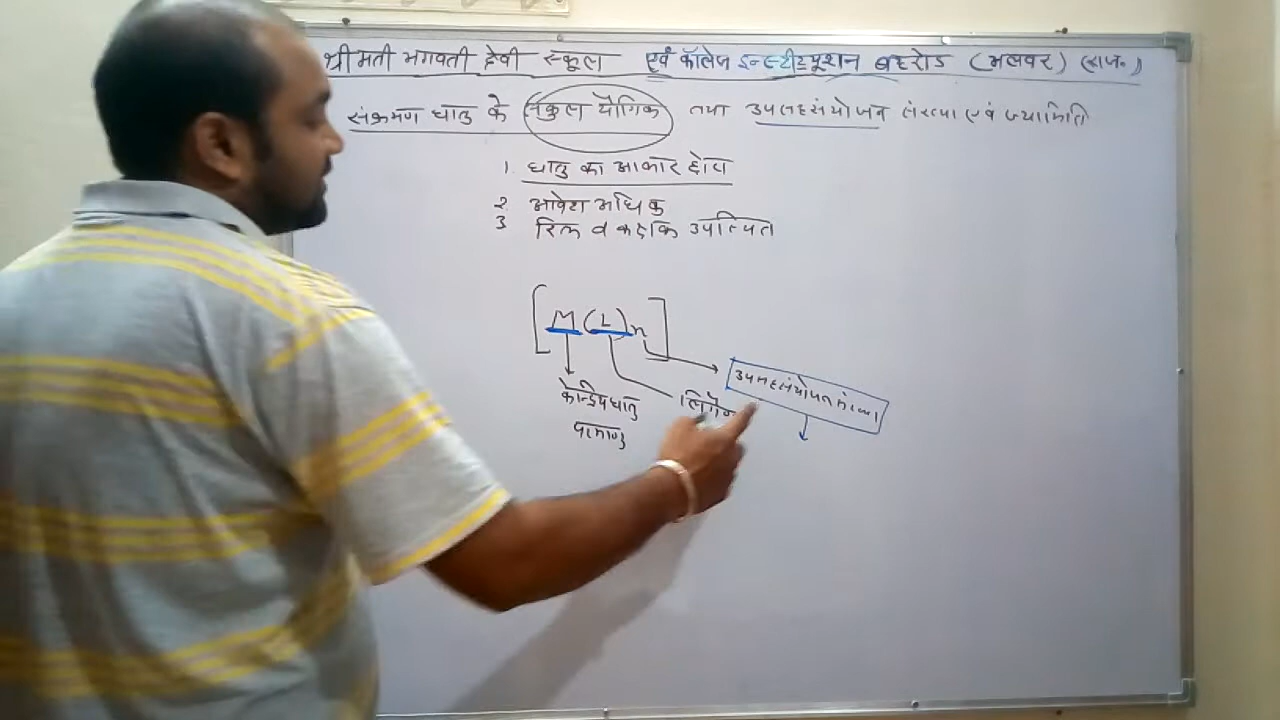 श्रीमती भगवती देवी स्कूल एवं कॉलेज इन्स्टीट्यूशन बहरोड (अलवर) (राज.)
संक्रमण धातु के संकुल यौगिक तथा उपसहसंयोजन संख्या एवं ज्यामिति
1. धातु का आकार छोटा
2 आवेश अधिक
3 रिक्त व कक्षक उपस्थित
[M(L)n]
केन्द्रिय धातु
परमाणु
उपसहसंयोजन संख्या